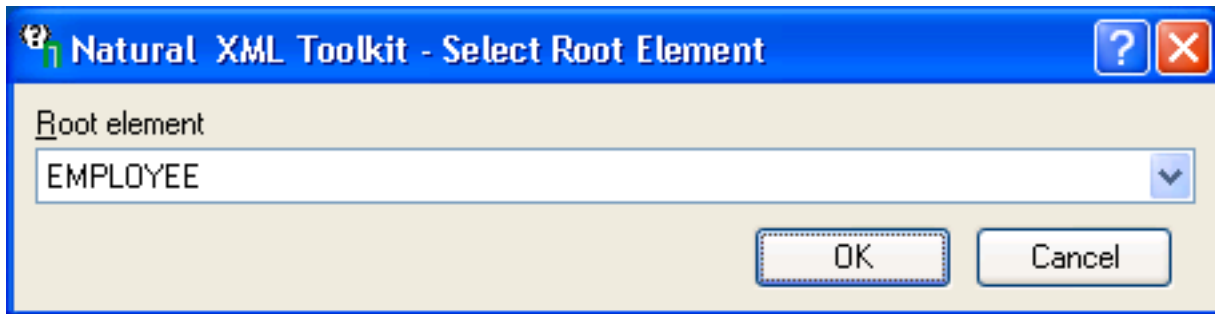 Natural XML Toolkit - Select Root Element
Root element
EMPLOYEE
OK Cancel